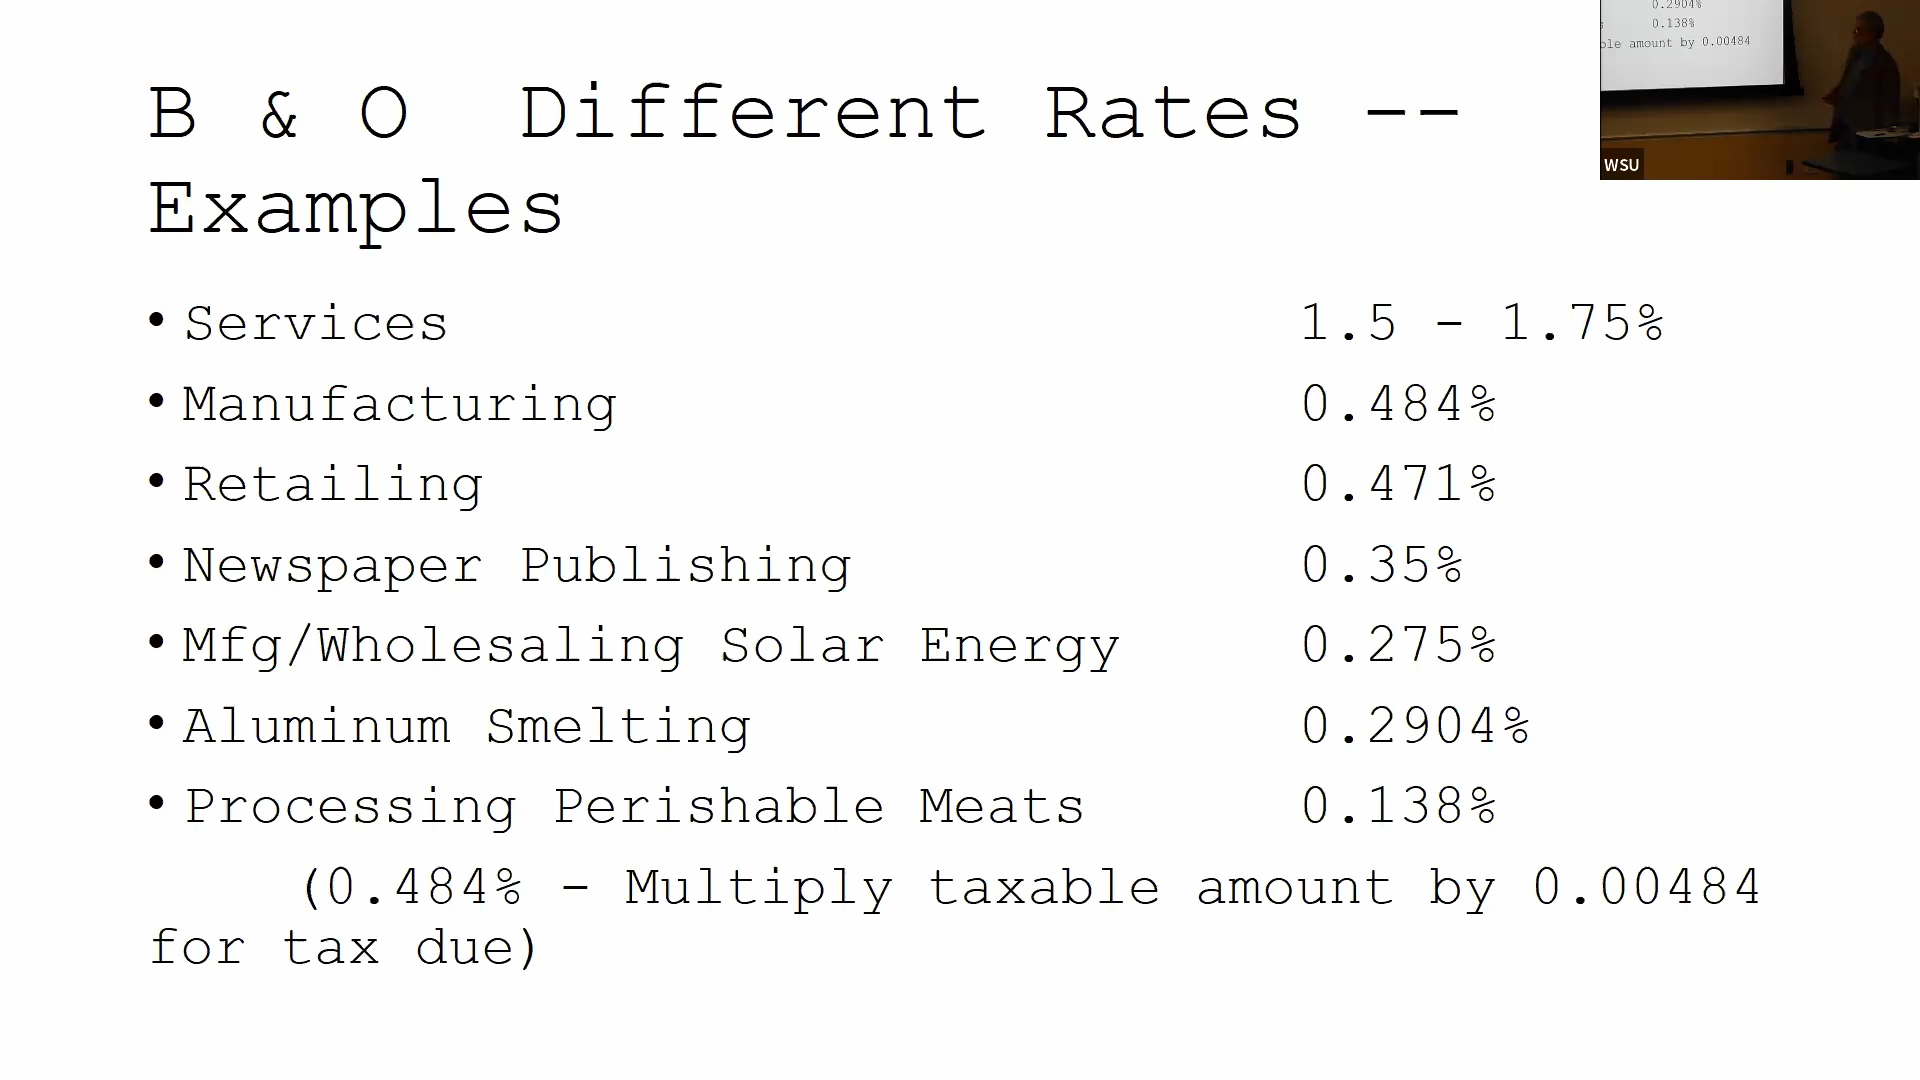 B & O  Different Rates --
Examples
• Services 1.5 - 1.75%
• Manufacturing 0.484%
• Retailing 0.471%
• Newspaper Publishing 0.35%
• Mfg/Wholesaling Solar Energy 0.275%
• Aluminum Smelting 0.2904%
• Processing Perishable Meats 0.138%
(0.484% - Multiply taxable amount by 0.00484
for tax due)
0.2904%
0.138%
ble amount by 0.00484
WSU